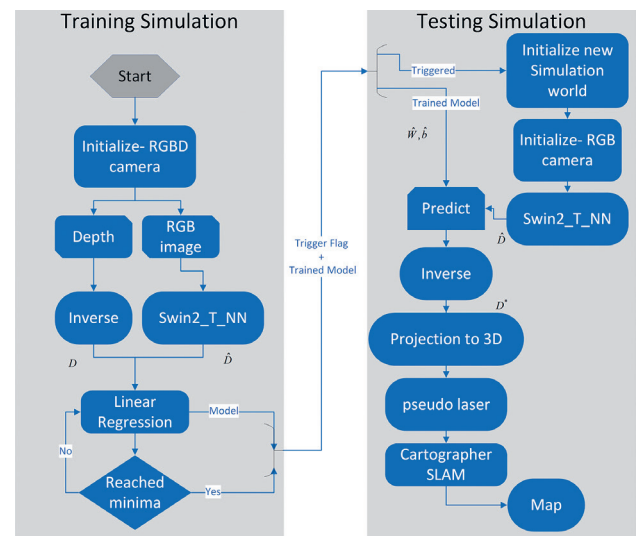 Training Simulation
Start
Initialize- RGBD
camera
Depth
RGB
image
Inverse
Swin2_T_NN
D
D̂
Linear
Regression
Model
No
Reached
minima
Yes
Trigger Flag
+
Trained Model
Testing Simulation
Triggered
Trained Model
Ŵ, b̂
Initialize new
Simulation
world
Initialize- RGB
camera
Swin2_T_NN
D̂
Predict
Inverse
D*
Projection to 3D
pseudo laser
Cartographer
SLAM
Map